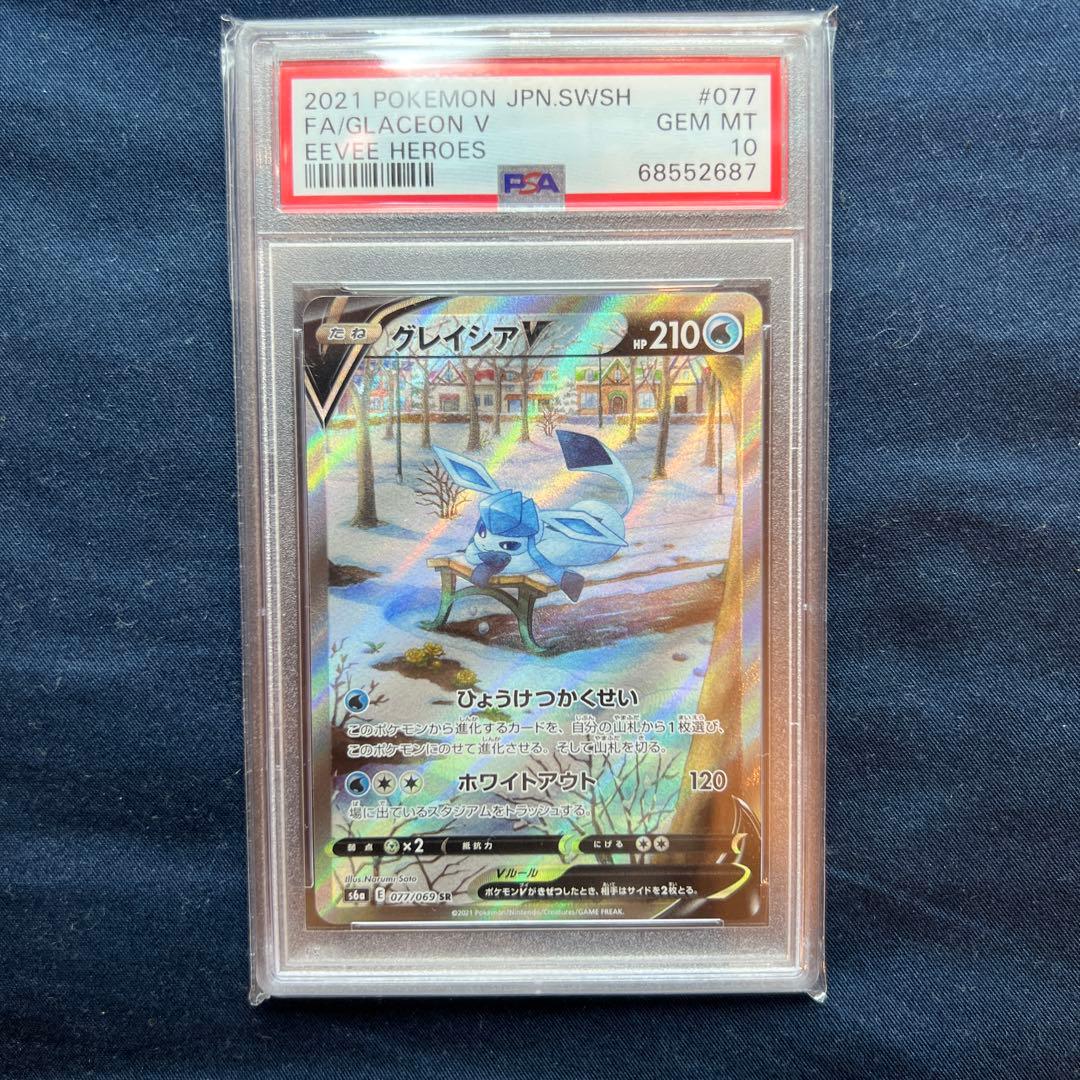 2021 POKEMON JPN.SWSH #077
FA/GLACEON V GEM MT
EEVEE HEROES 10
PSA 68552687
たね グレイシアV HP 210
ひょうけつかくせい
このポケモンから進化するカードを、自分の山札から1枚選び、
このポケモンにのせて進化させる。そして山札を切る。
ホワイトアウト 120
場に出ているスタジアムをトラッシュする。
弱点 ×2 抵抗力 にげる
Vルール
ポケモンVがきぜつしたとき、相手はサイドを2枚とる。
Illus. Narumi Sato
s6a E 077/069 SR
©2021 Pokémon/Nintendo/Creatures/GAME FREAK.